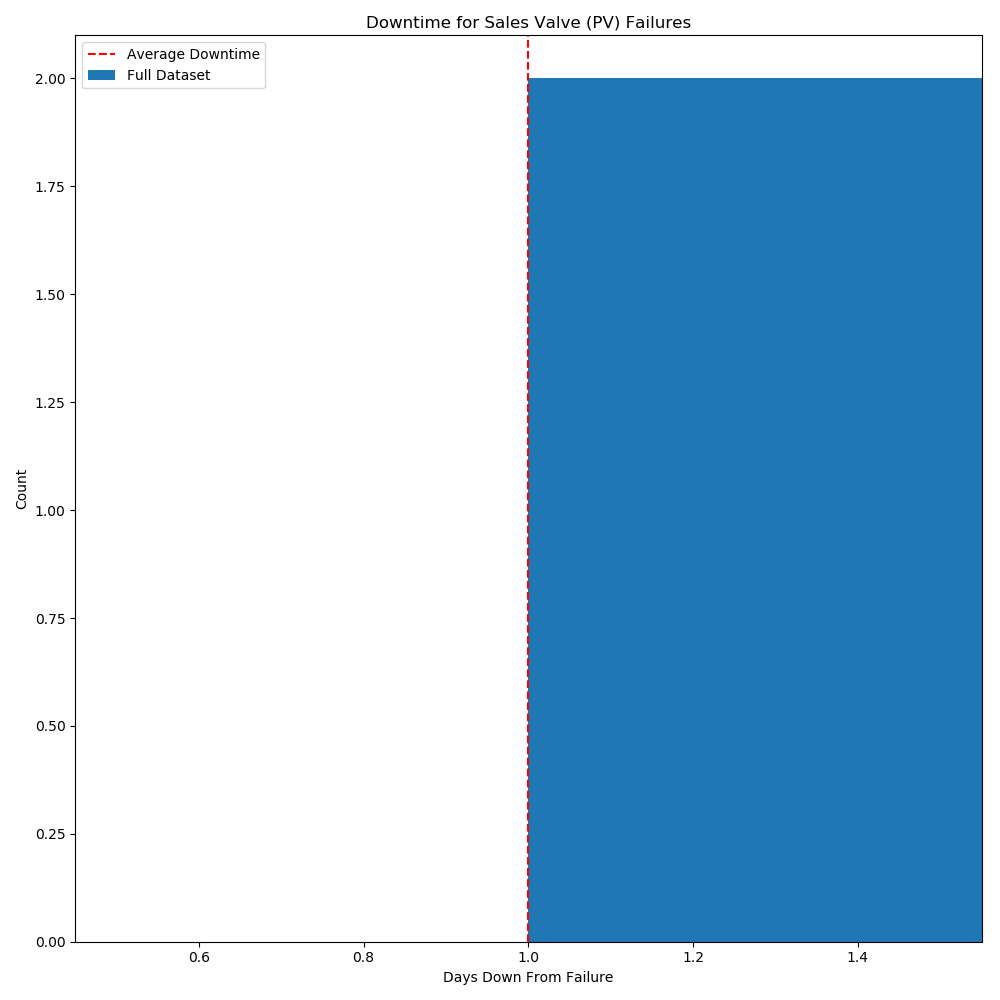 Downtime for Sales Valve (PV) Failures
Average Downtime
Full Dataset
2.00
1.75
1.50
1.25
1.00
0.75
0.50
0.25
0.00
Count
0.6 0.8 1.0 1.2 1.4
Days Down From Failure